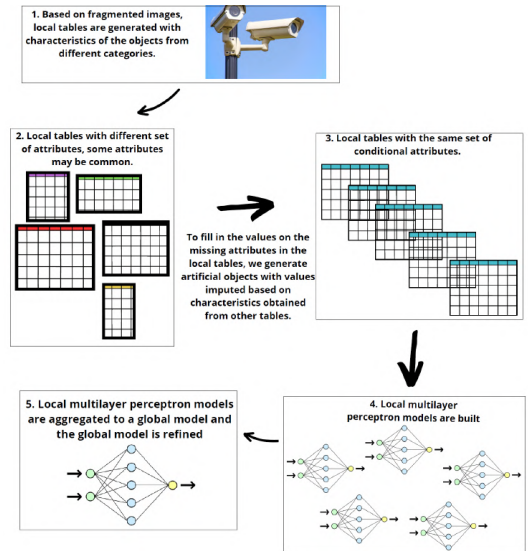 1. Based on fragmented images,
local tables are generated with
characteristics of the objects from
different categories.
2. Local tables with different set
of attributes, some attributes
may be common.
To fill in the values on the
missing attributes in the
local tables, we generate
artificial objects with values
imputed based on
characteristics obtained
from other tables.
3. Local tables with the same set of
conditional attributes.
4. Local multilayer
perceptron models are built
5. Local multilayer perceptron models
are aggregated to a global model and
the global model is refined